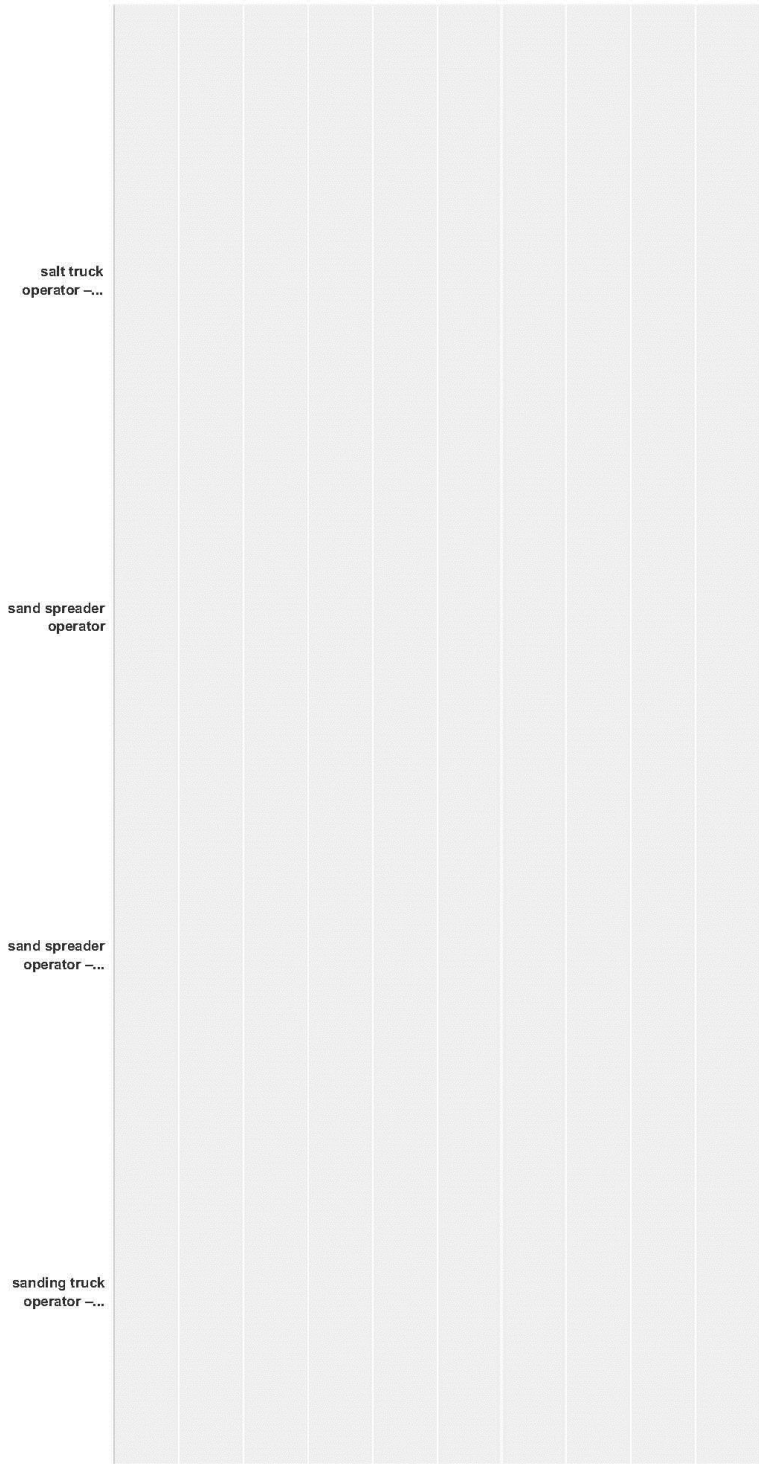 salt truck
operator –...
sand spreader
operator
sand spreader
operator –...
sanding truck
operator –...